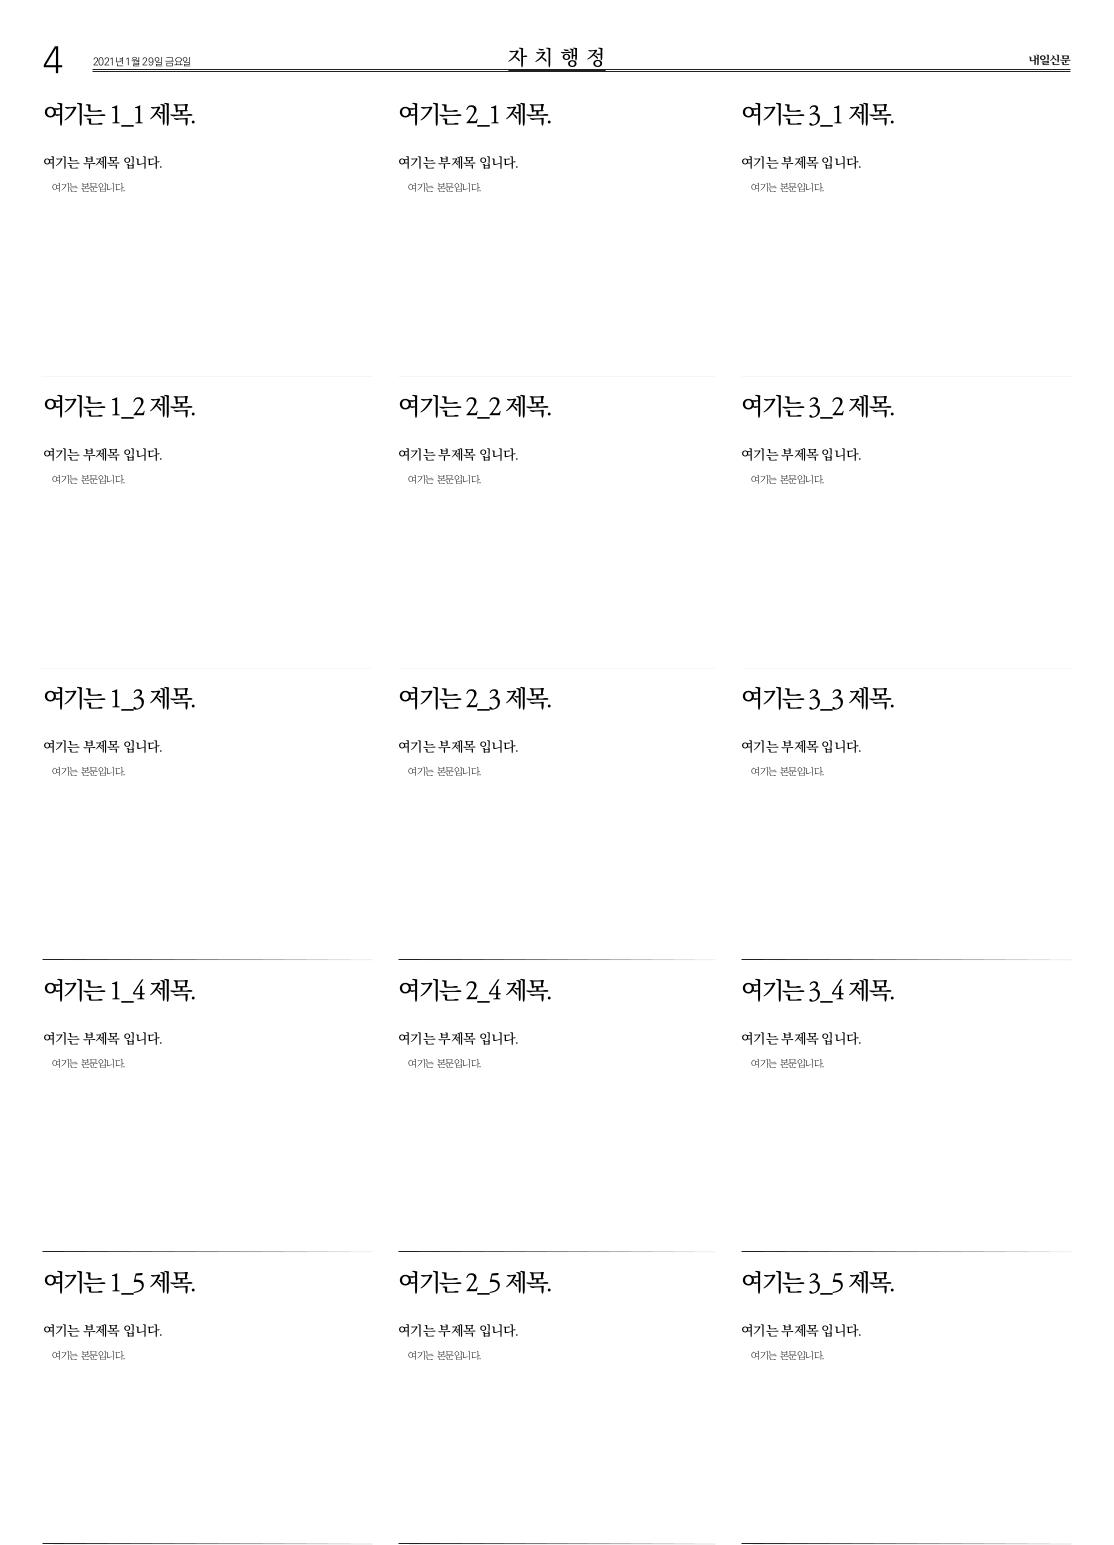 4
2021년 1월 29일 금요일
자치행정
내일신문
여기는 1_1 제목.
여기는 부제목 입니다.
여기는 본문입니다.
여기는 1_2 제목.
여기는 부제목 입니다.
여기는 본문입니다.
여기는 1_3 제목.
여기는 부제목 입니다.
여기는 본문입니다.
여기는 1_4 제목.
여기는 부제목 입니다.
여기는 본문입니다.
여기는 1_5 제목.
여기는 부제목 입니다.
여기는 본문입니다.
여기는 2_1 제목.
여기는 부제목 입니다.
여기는 본문입니다.
여기는 2_2 제목.
여기는 부제목 입니다.
여기는 본문입니다.
여기는 2_3 제목.
여기는 부제목 입니다.
여기는 본문입니다.
여기는 2_4 제목.
여기는 부제목 입니다.
여기는 본문입니다.
여기는 2_5 제목.
여기는 부제목 입니다.
여기는 본문입니다.
여기는 3_1 제목.
여기는 부제목 입니다.
여기는 본문입니다.
여기는 3_2 제목.
여기는 부제목 입니다.
여기는 본문입니다.
여기는 3_3 제목.
여기는 부제목 입니다.
여기는 본문입니다.
여기는 3_4 제목.
여기는 부제목 입니다.
여기는 본문입니다.
여기는 3_5 제목.
여기는 부제목 입니다.
여기는 본문입니다.